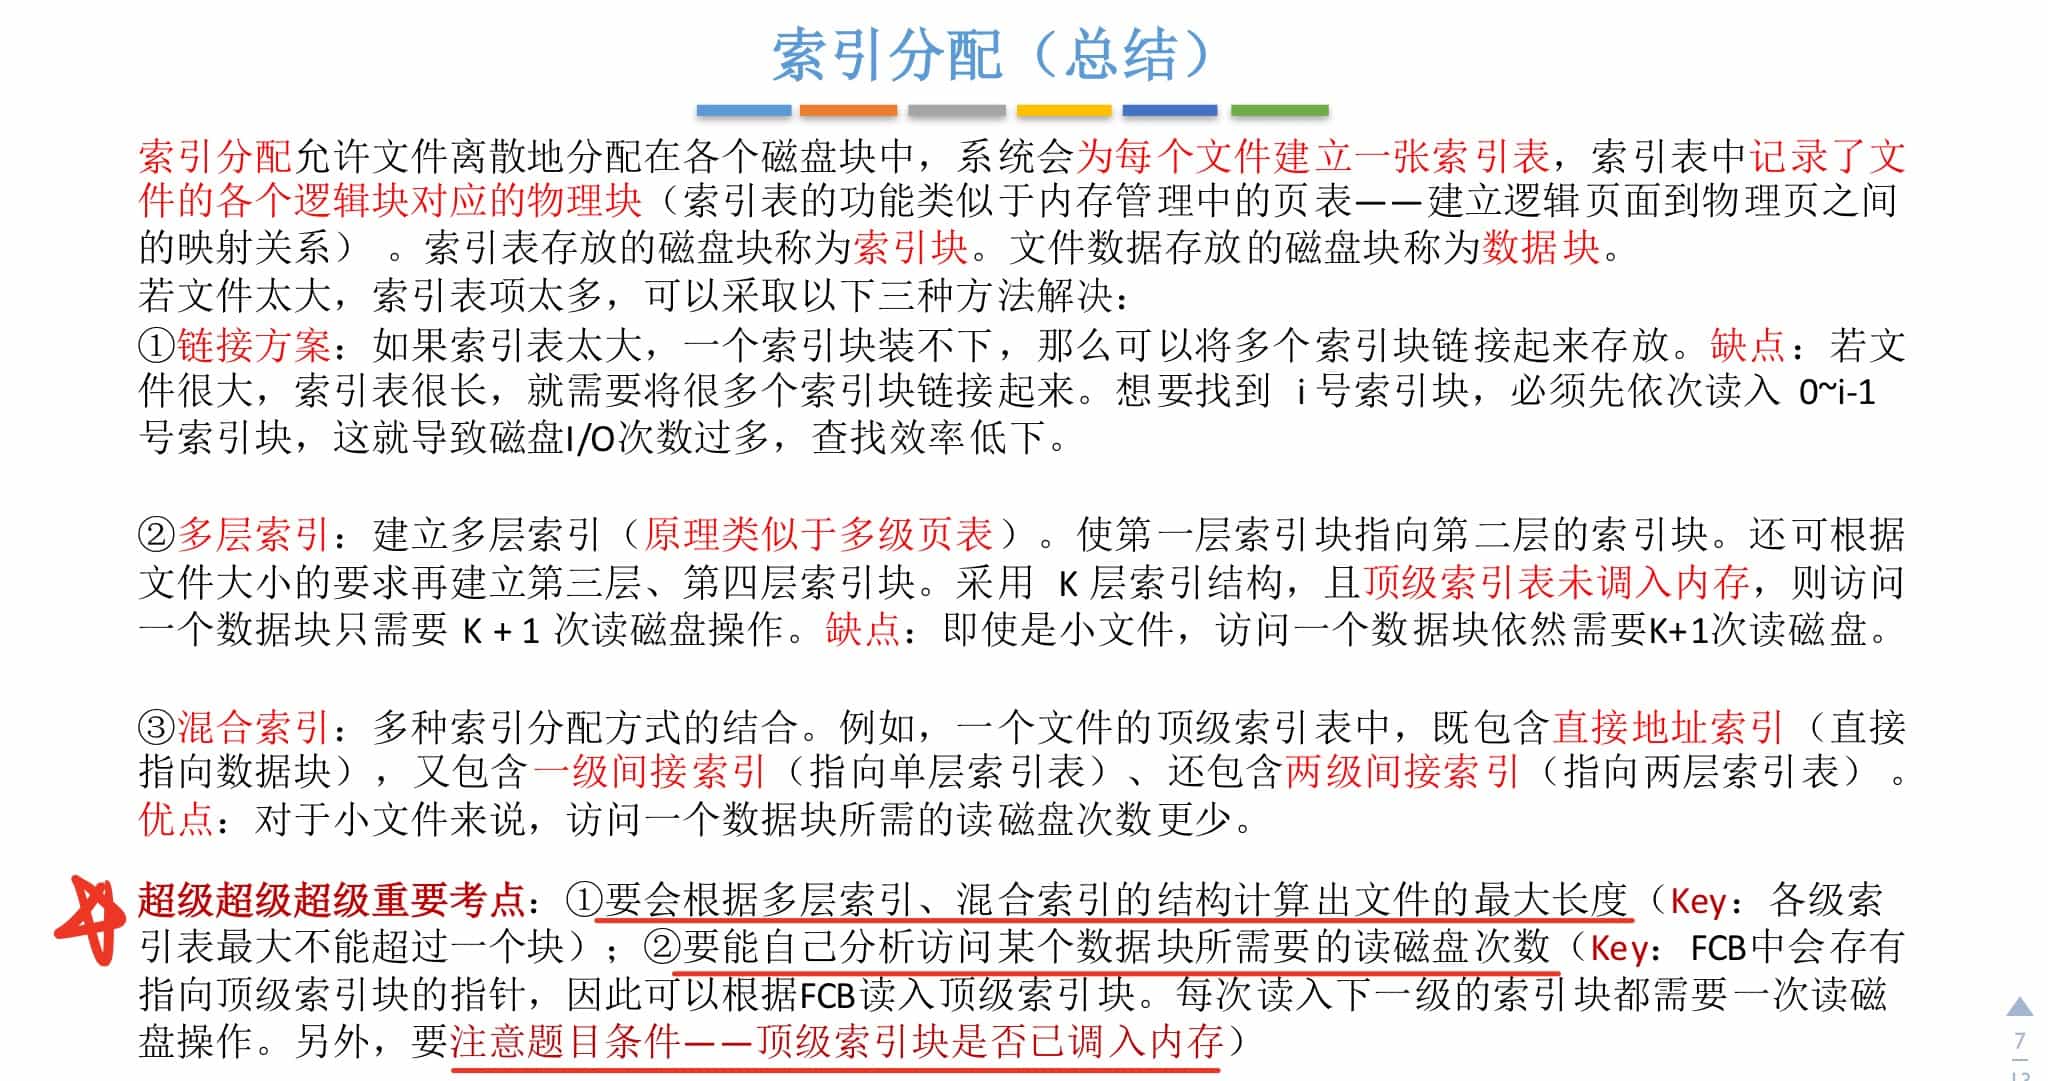 索引分配（总结）
索引分配允许文件离散地分配在各个磁盘块中，系统会为每个文件建立一张索引表，索引表中记录了文
件的各个逻辑块对应的物理块（索引表的功能类似于内存管理中的页表——建立逻辑页面到物理页之间
的映射关系）。索引表存放的磁盘块称为索引块。文件数据存放的磁盘块称为数据块。
若文件太大，索引表项太多，可以采取以下三种方法解决：
①链接方案：如果索引表太大，一个索引块装不下，那么可以将多个索引块链接起来存放。缺点：若文
件很大，索引表很长，就需要将很多个索引块链接起来。想要找到 i 号索引块，必须先依次读入 0~i-1
号索引块，这就导致磁盘I/O次数过多，查找效率低下。
②多层索引：建立多层索引（原理类似于多级页表）。使第一层索引块指向第二层的索引块。还可根据
文件大小的要求再建立第三层、第四层索引块。采用 K 层索引结构，且顶级索引表未调入内存，则访问
一个数据块只需要 K + 1 次读磁盘操作。缺点：即使是小文件，访问一个数据块依然需要K+1次读磁盘。
③混合索引：多种索引分配方式的结合。例如，一个文件的顶级索引表中，既包含直接地址索引（直接
指向数据块），又包含一级间接索引（指向单层索引表）、还包含两级间接索引（指向两层索引表）。
优点：对于小文件来说，访问一个数据块所需的读磁盘次数更少。
超级超级超级重要考点：①要会根据多层索引、混合索引的结构计算出文件的最大长度（Key：各级索
引表最大不能超过一个块）；②要能自己分析访问某个数据块所需要的读磁盘次数（Key：FCB中会存有
指向顶级索引块的指针，因此可以根据FCB读入顶级索引块。每次读入下一级的索引块都需要一次读磁
盘操作。另外，要注意题目条件——顶级索引块是否已调入内存）
7